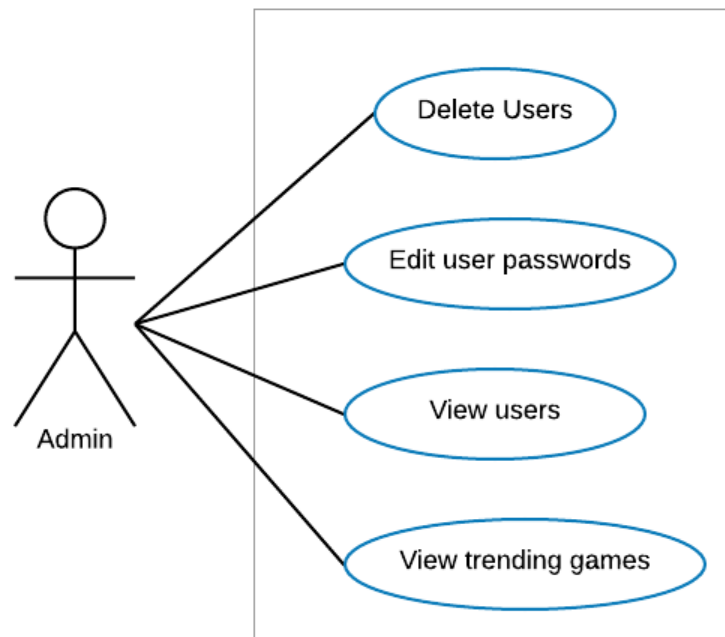 Delete Users
Edit user passwords
View users
Admin
View trending games